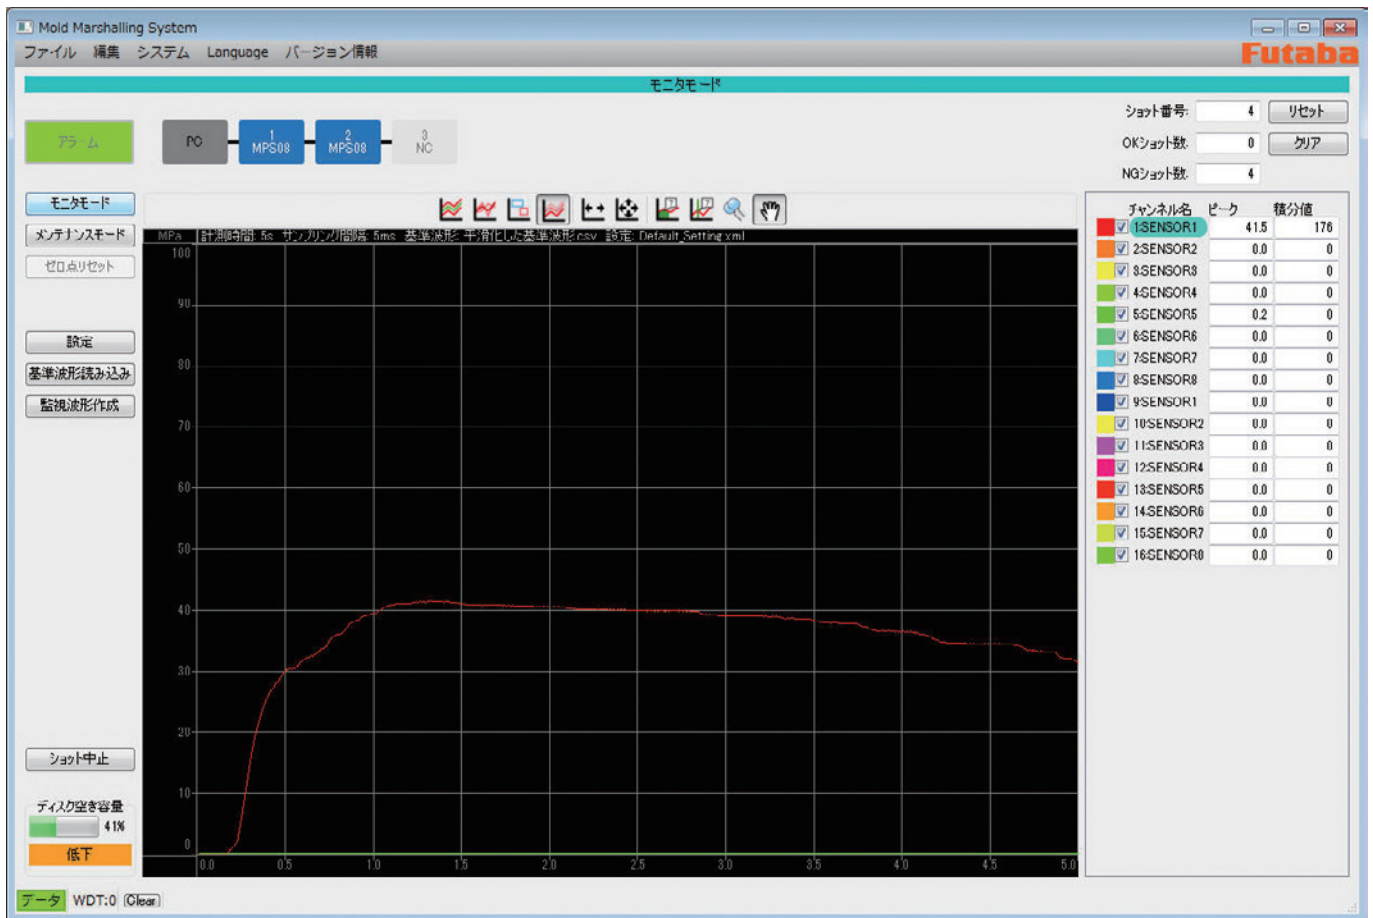 Mold Marshalling System
ファイル 編集 システム Language バージョン情報
Futaba
モニタモード
アラーム
PC
1 MPS08
2 MPS08
3 NC
ショット番号: 4 リセット
OKショット数: 0 クリア
NGショット数: 4
モニタモード
メンテナンスモード
ゼロ点リセット
設定
基準波形読み込み
監視波形作成
ショット中止
ディスク空き容量
41%
低下
MPa 計測時間: 5s サンプリング間隔: 5ms 基準波形: 平滑化した基準波形.csv 設定: Default_Setting.xml
100
90
80
70
60
50
40
30
20
10
0
0.0 0.5 1.0 1.5 2.0 2.5 3.0 3.5 4.0 4.5 5.0
チャンネル名 ピーク 積分値
1:SENSOR1 41.5 176
2:SENSOR2 0.0 0
3:SENSOR3 0.0 0
4:SENSOR4 0.0 0
5:SENSOR5 0.2 0
6:SENSOR6 0.0 0
7:SENSOR7 0.0 0
8:SENSOR8 0.0 0
9:SENSOR1 0.0 0
10:SENSOR2 0.0 0
11:SENSOR3 0.0 0
12:SENSOR4 0.0 0
13:SENSOR5 0.0 0
14:SENSOR6 0.0 0
15:SENSOR7 0.0 0
16:SENSOR8 0.0 0
データ WDT:0 Clear